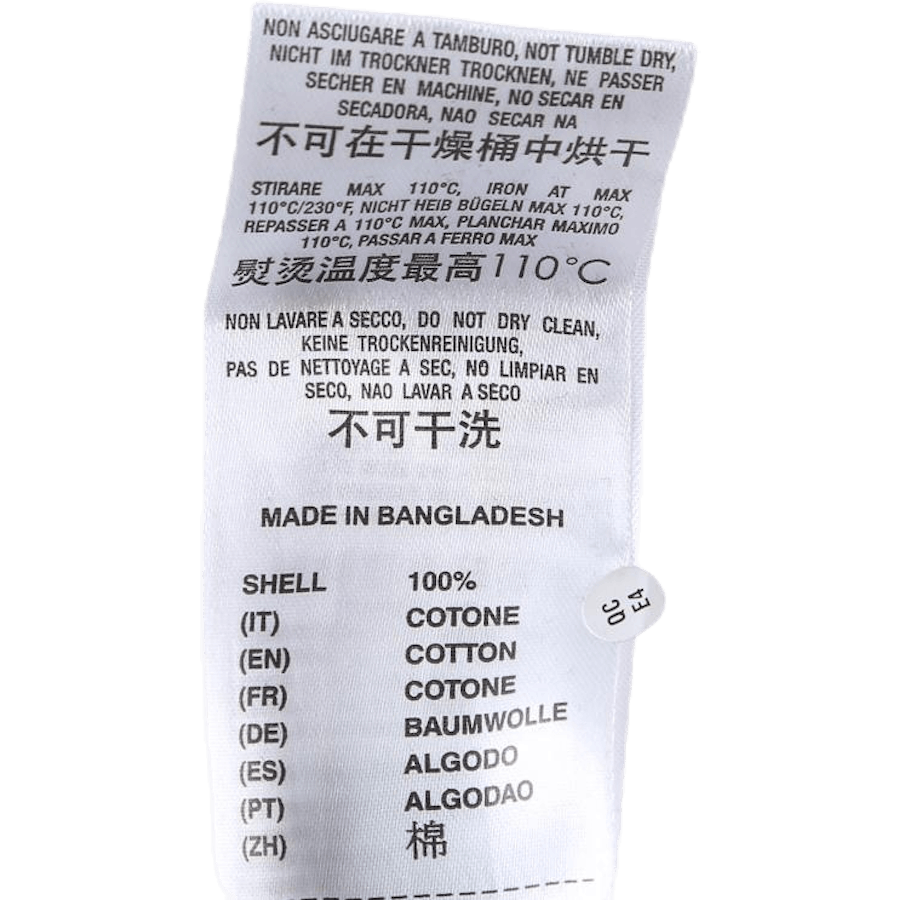 NON ASCIUGARE A TAMBURO, NOT TUMBLE DRY,
NICHT IM TROCKNER TROCKNEN, NE PASSER
SECHER EN MACHINE, NO SECAR EN
SECADORA, NAO SECAR NA
不可在干燥桶中烘干
STIRARE MAX 110°C, IRON AT MAX
110°C/230°F, NICHT HEIB BÜGELN MAX 110°C,
REPASSER A 110°C MAX, PLANCHAR MAXIMO
110°C, PASSAR A FERRO MAX
熨烫温度最高110°C
NON LAVARE A SECCO, DO NOT DRY CLEAN,
KEINE TROCKENREINIGUNG,
PAS DE NETTOYAGE À SEC, NO LIMPIAR EN
SECO, NAO LAVAR A SECO
不可干洗
MADE IN BANGLADESH
SHELL 100%
(IT) COTONE
(EN) COTTON
(FR) COTONE
(DE) BAUMWOLLE
(ES) ALGODO
(PT) ALGODAO
(ZH) 棉
QC
E4